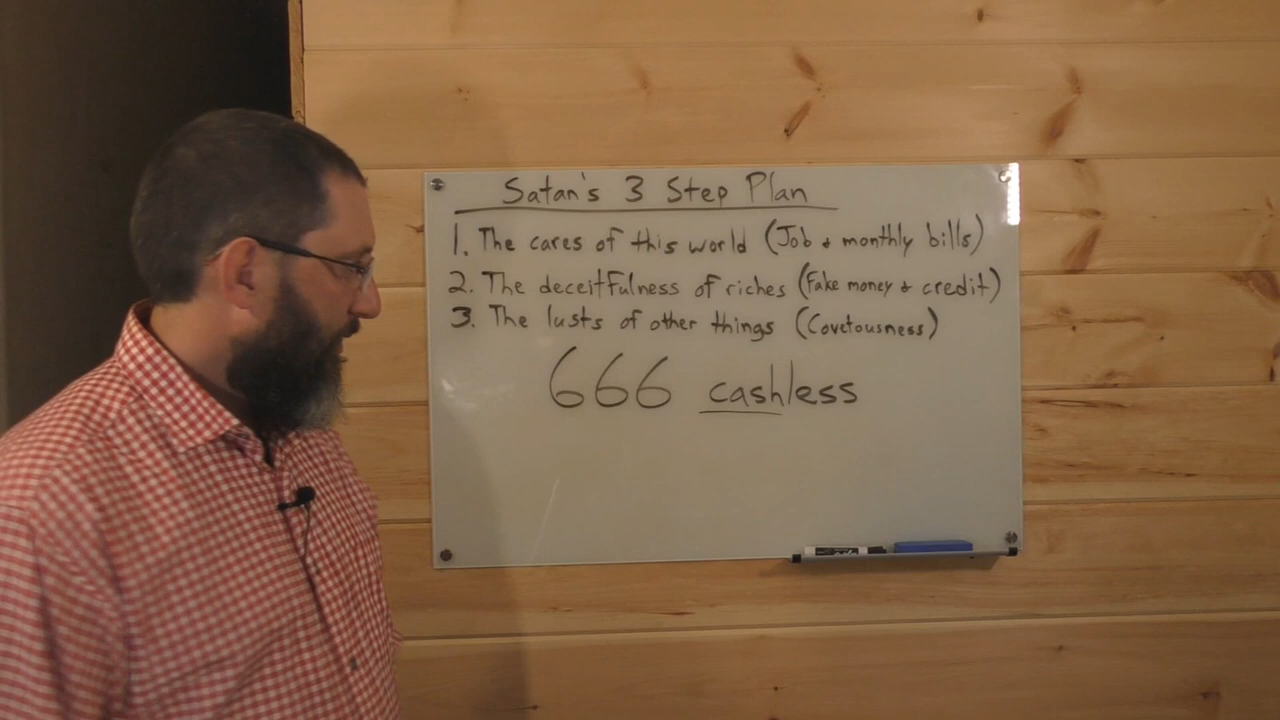 Satan's 3 Step Plan
1. The cares of this world (Job & monthly bills)
2. The deceitfulness of riches (Fake money & credit)
3. The lusts of other things (Covetousness)
666 cashless